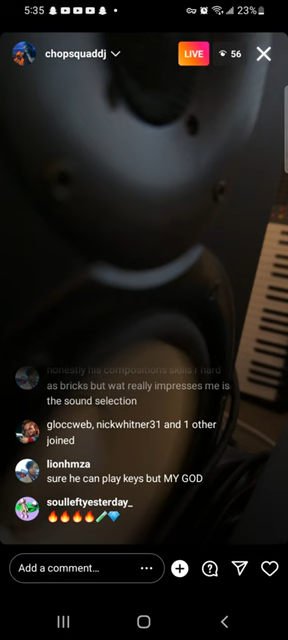 5:35
23%
chopsquaddj
LIVE
56
honestly his compositions skills r hard
as bricks but wat really impresses me is
the sound selection
gloccweb, nickwhitner31 and 1 other
joined
lionhmza
sure he can play keys but MY GOD
soulleftyesterday_
🔥🔥🔥🔥🧪💎
Add a comment...